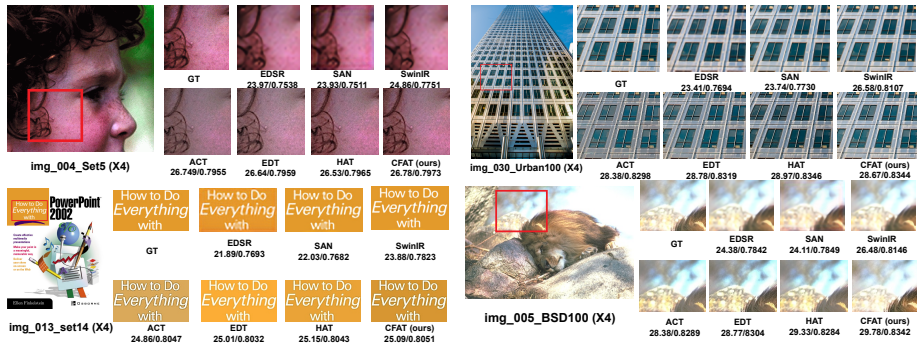 GT
EDSR
23.97/0.7538
SAN
23.93/0.7511
SwinIR
24.86/0.7751
ACT
26.749/0.7955
EDT
26.64/0.7959
HAT
26.53/0.7965
CFAT (ours)
26.78/0.7973
img_004_Set5 (X4)
GT
EDSR
23.41/0.7694
SAN
23.74/0.7730
SwinIR
26.58/0.8107
ACT
28.38/0.8298
EDT
28.78/0.8319
HAT
28.97/0.8346
CFAT (ours)
28.67/0.8344
img_030_Urban100 (X4)
How to Do
Everything
with
PowerPoint
2002
Ellen Finkelstein
OSBORNE
How to Do
Everything
with
GT
How to Do
Everything
with
EDSR
21.89/0.7693
How to Do
Everything
with
SAN
22.03/0.7682
How to Do
Everything
with
SwinIR
23.88/0.7823
How to Do
Everything
with
ACT
24.86/0.8047
How to Do
Everything
with
EDT
25.01/0.8032
How to Do
Everything
with
HAT
25.15/0.8043
How to Do
Everything
with
CFAT (ours)
25.09/0.8051
img_013_set14 (X4)
GT
EDSR
24.38/0.7842
SAN
24.11/0.7849
SwinIR
26.48/0.8146
ACT
28.38/0.8289
EDT
28.77/8304
HAT
29.33/0.8284
CFAT (ours)
29.78/0.8342
img_005_BSD100 (X4)